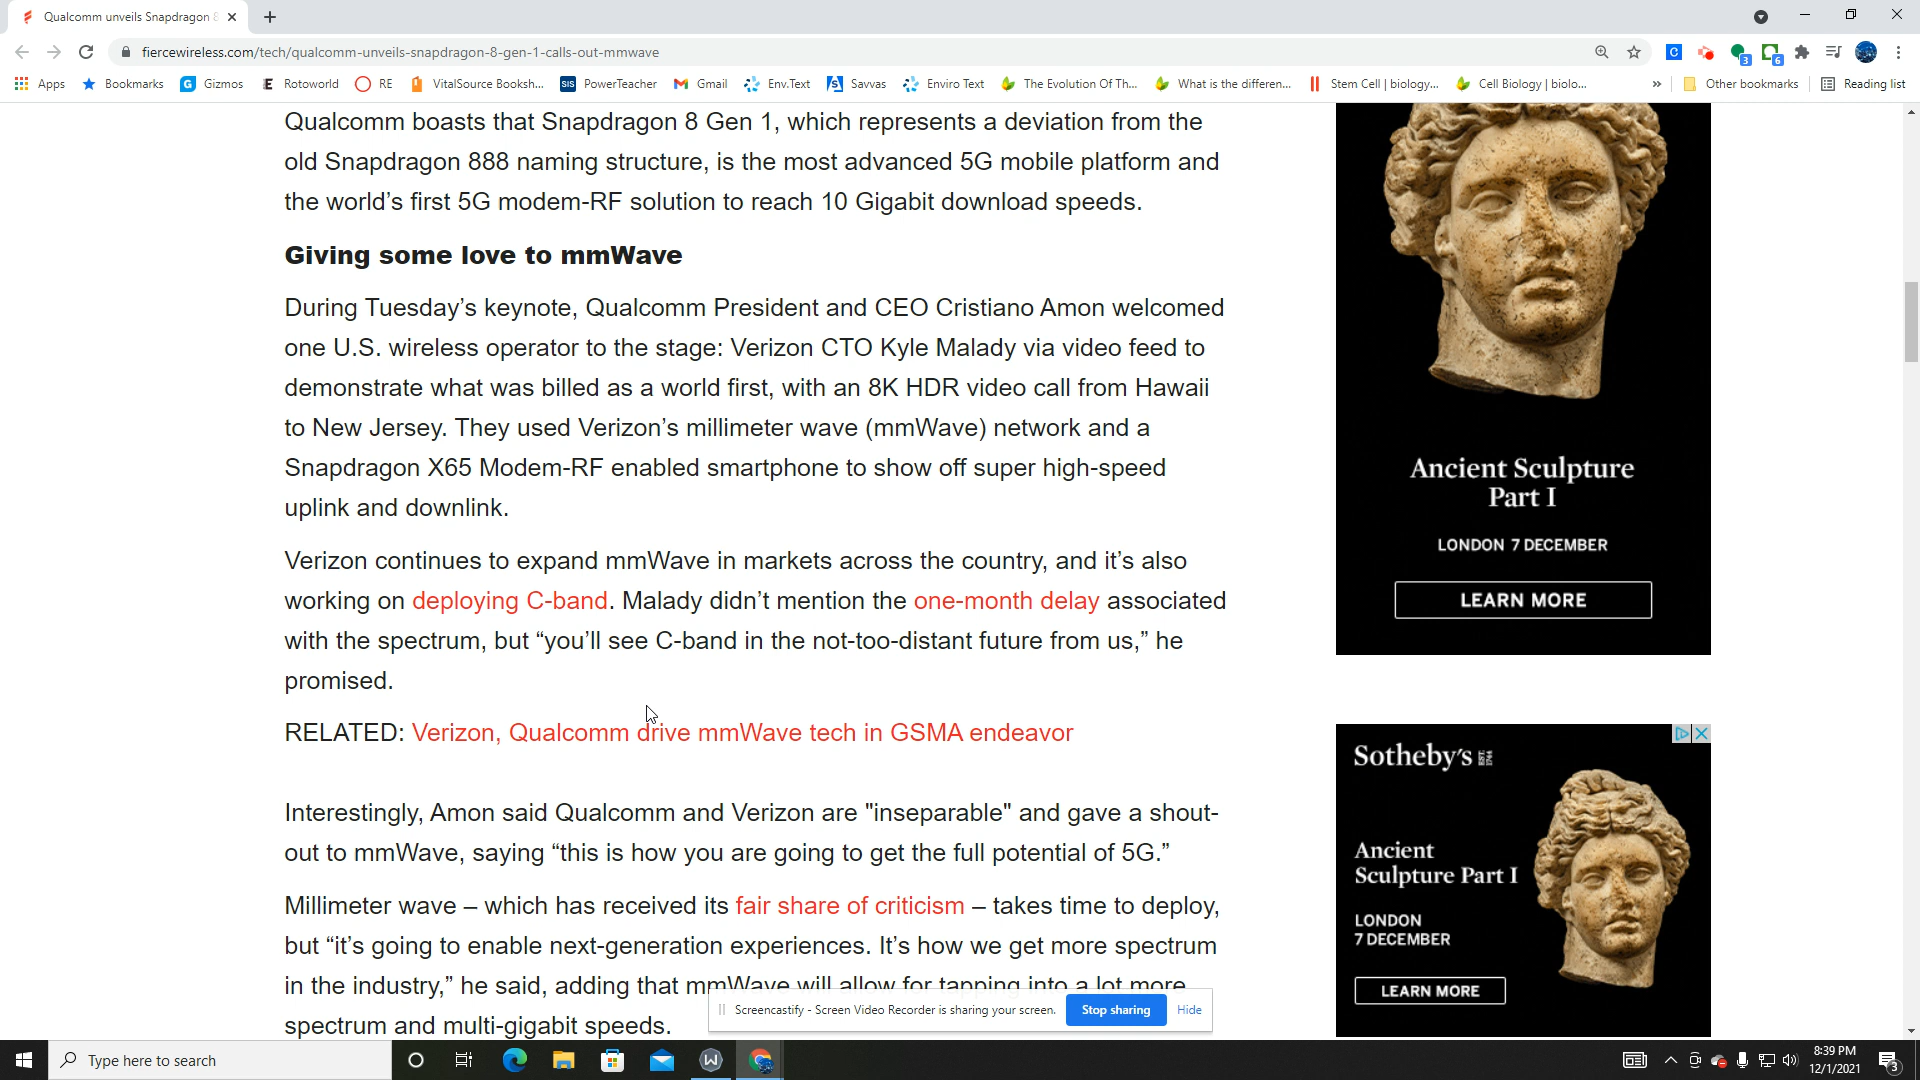 Qualcomm unveils Snapdragon 8
fiercewireless.com/tech/qualcomm-unveils-snapdragon-8-gen-1-calls-out-mmwave
3
6
Apps
Bookmarks
Gizmos
Rotoworld
RE
VitalSource Booksh...
SIS
PowerTeacher
Gmail
Env.Text
Savvas
Enviro Text
The Evolution Of Th...
What is the differen...
Stem Cell | biology...
Cell Biology | biolo...
»
Other bookmarks
Reading list
Qualcomm boasts that Snapdragon 8 Gen 1, which represents a deviation from the
old Snapdragon 888 naming structure, is the most advanced 5G mobile platform and
the world’s first 5G modem-RF solution to reach 10 Gigabit download speeds.
Giving some love to mmWave
During Tuesday’s keynote, Qualcomm President and CEO Cristiano Amon welcomed
one U.S. wireless operator to the stage: Verizon CTO Kyle Malady via video feed to
demonstrate what was billed as a world first, with an 8K HDR video call from Hawaii
to New Jersey. They used Verizon’s millimeter wave (mmWave) network and a
Snapdragon X65 Modem-RF enabled smartphone to show off super high-speed
uplink and downlink.
Verizon continues to expand mmWave in markets across the country, and it’s also
working on deploying C-band. Malady didn’t mention the one-month delay associated
with the spectrum, but “you’ll see C-band in the not-too-distant future from us,” he
promised.
RELATED: Verizon, Qualcomm drive mmWave tech in GSMA endeavor
Interestingly, Amon said Qualcomm and Verizon are "inseparable" and gave a shout-
out to mmWave, saying “this is how you are going to get the full potential of 5G.”
Millimeter wave – which has received its fair share of criticism – takes time to deploy,
but “it’s going to enable next-generation experiences. It’s how we get more spectrum
in the industry,” he said, adding that mmWave will allow for tapping into a lot more
spectrum and multi-gigabit speeds.
Ancient Sculpture
Part I
LONDON 7 DECEMBER
LEARN MORE
Sotheby’s EST. 1744
Ancient
Sculpture Part I
LONDON
7 DECEMBER
LEARN MORE
Screencastify - Screen Video Recorder is sharing your screen.
Stop sharing
Hide
Type here to search
8:39 PM
12/1/2021
3